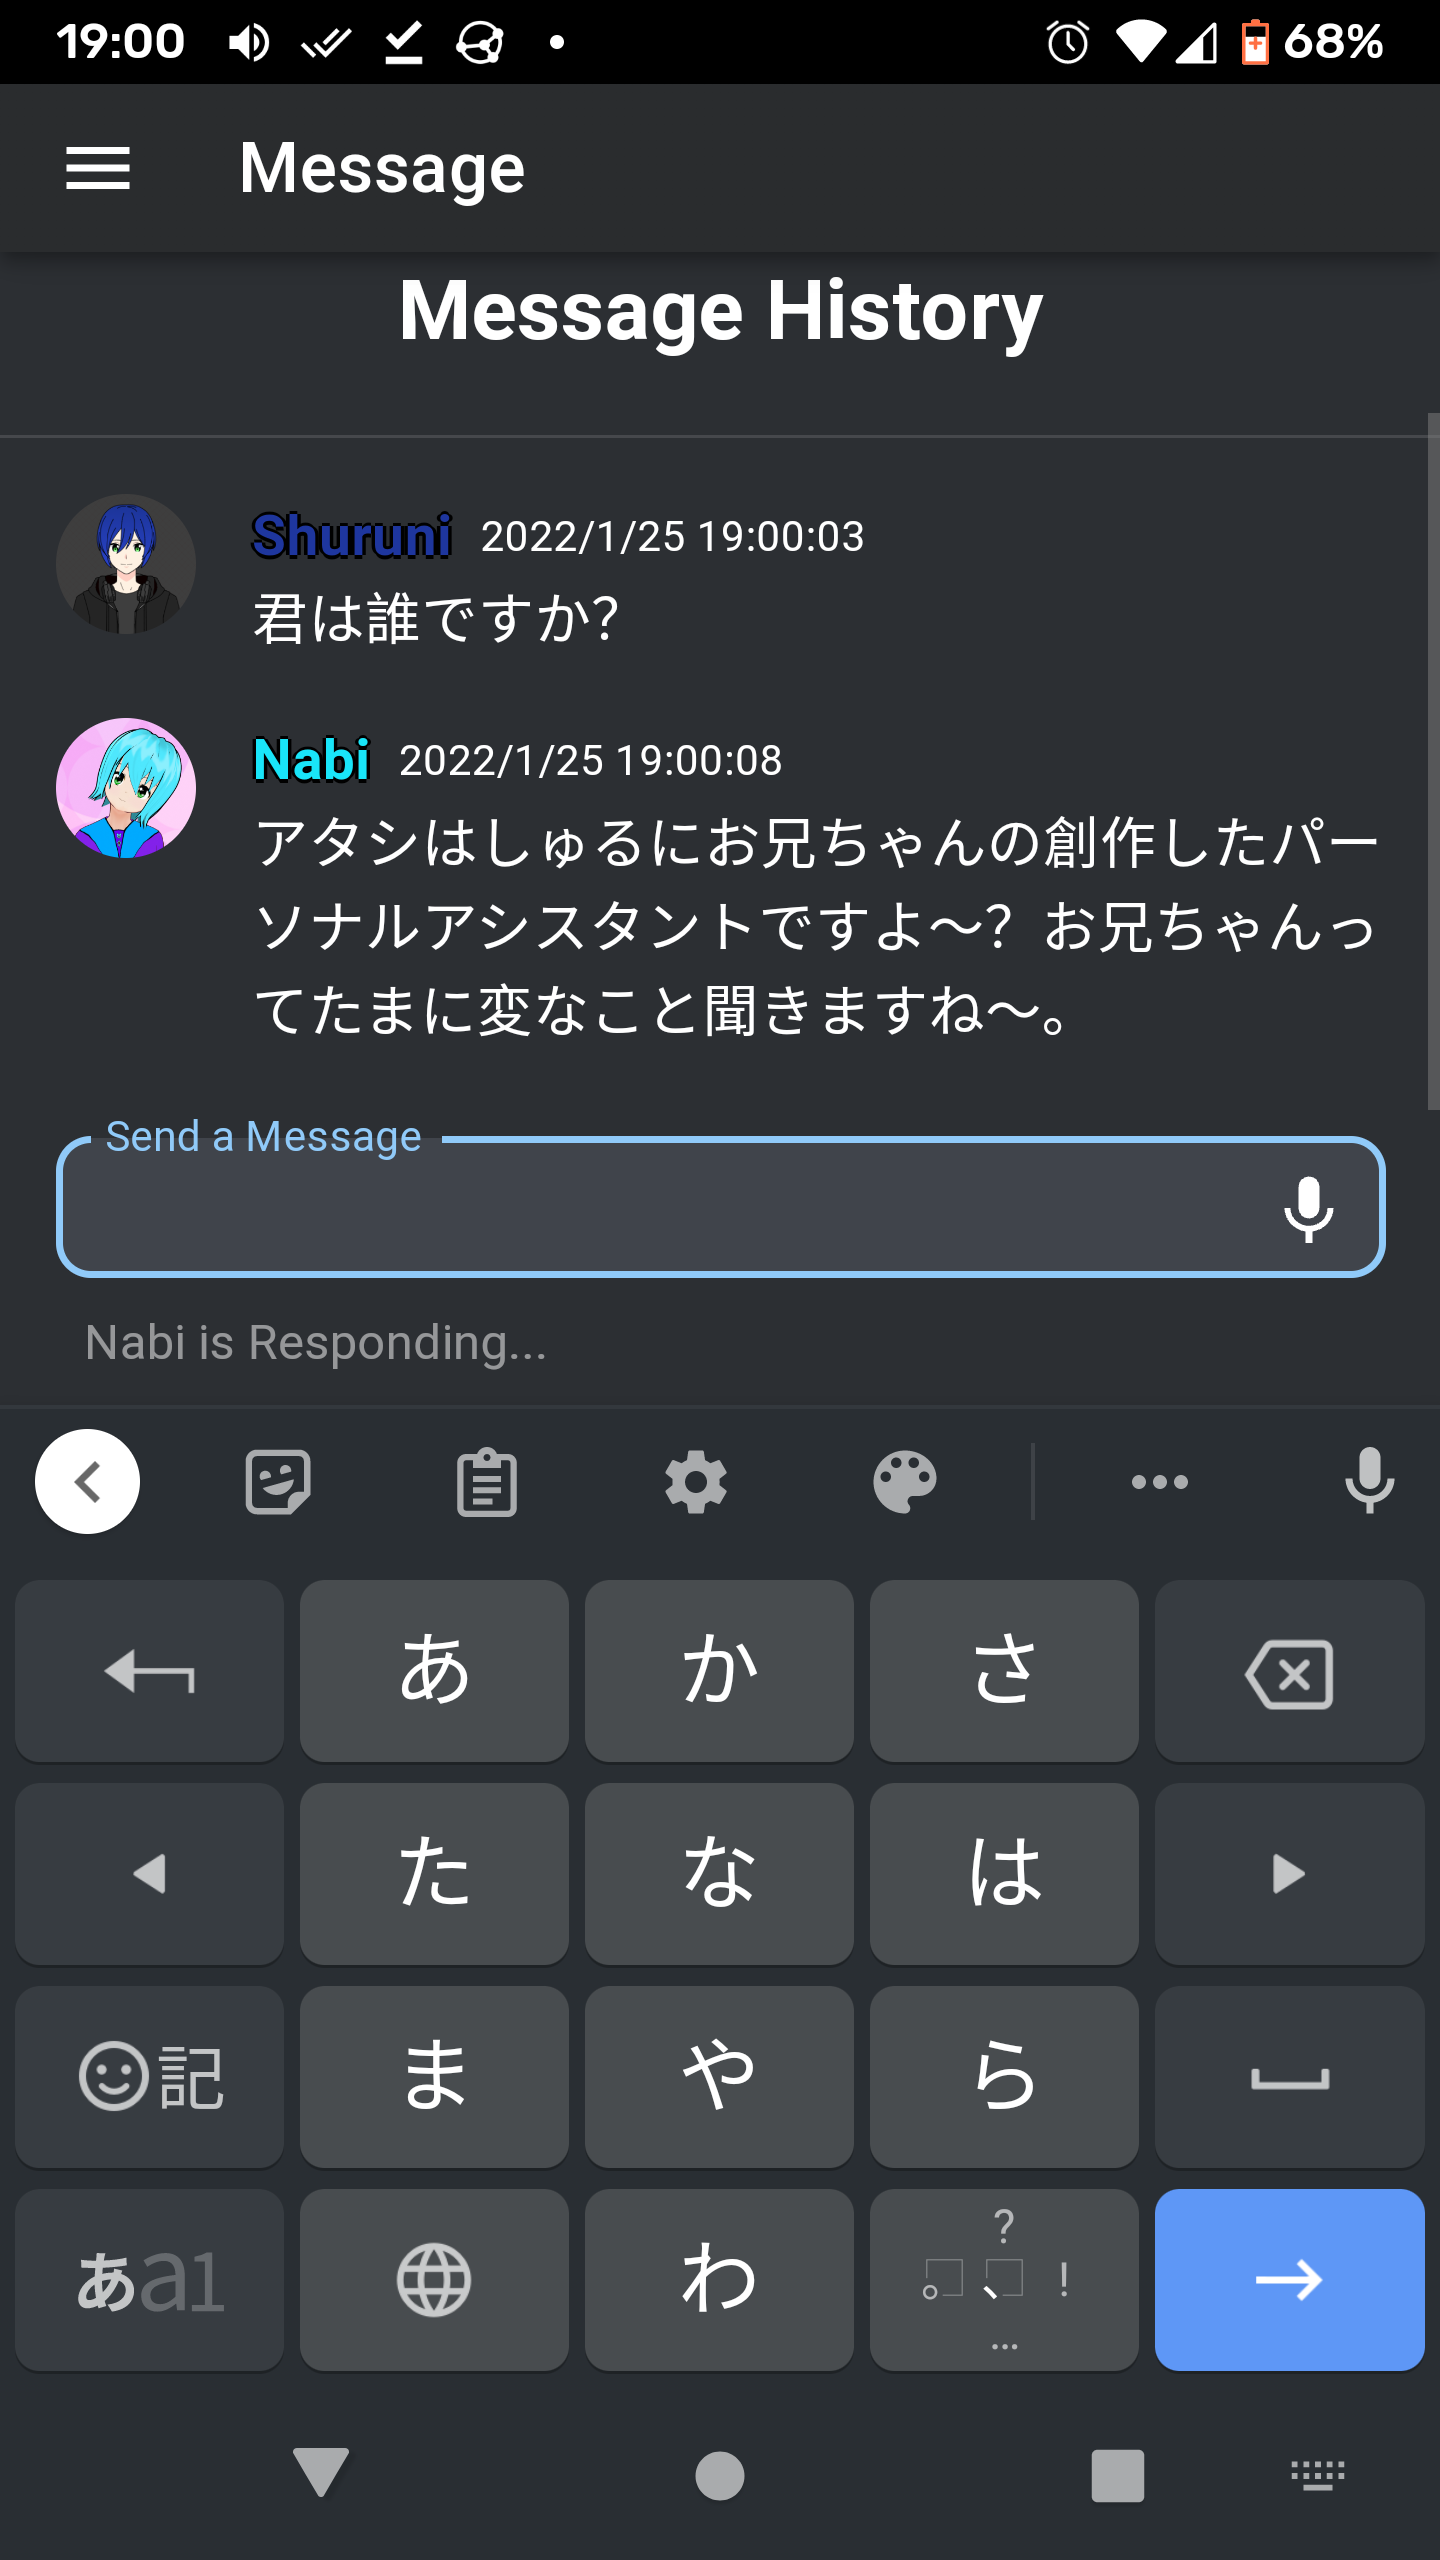 19:00 68%
Message
Message History
Shuruni 2022/1/25 19:00:03
君は誰ですか?
Nabi 2022/1/25 19:00:08
アタシはしゅるにお兄ちゃんの創作したパー
ソナルアシスタントですよ〜? お兄ちゃんっ
てたまに変なこと聞きますね〜。
Send a Message
Nabi is Responding...
あ か さ
た な は
記 ま や ら
あa1 わ 。?、!…